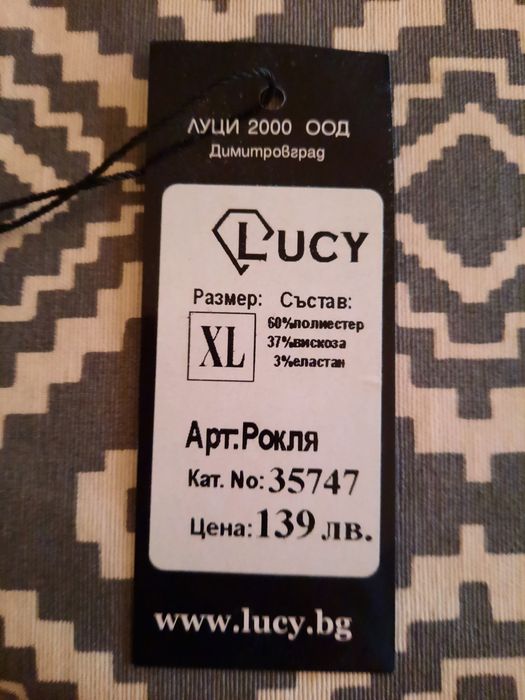 ЛУЦИ 2000 ООД
Димитровград
LUCY
Размер: Състав:
XL
60%полиестер
37%вискоза
3%еластан
Арт:Рокля
Кат. No: 35747
Цена: 139 лв.
www.lucy.bg